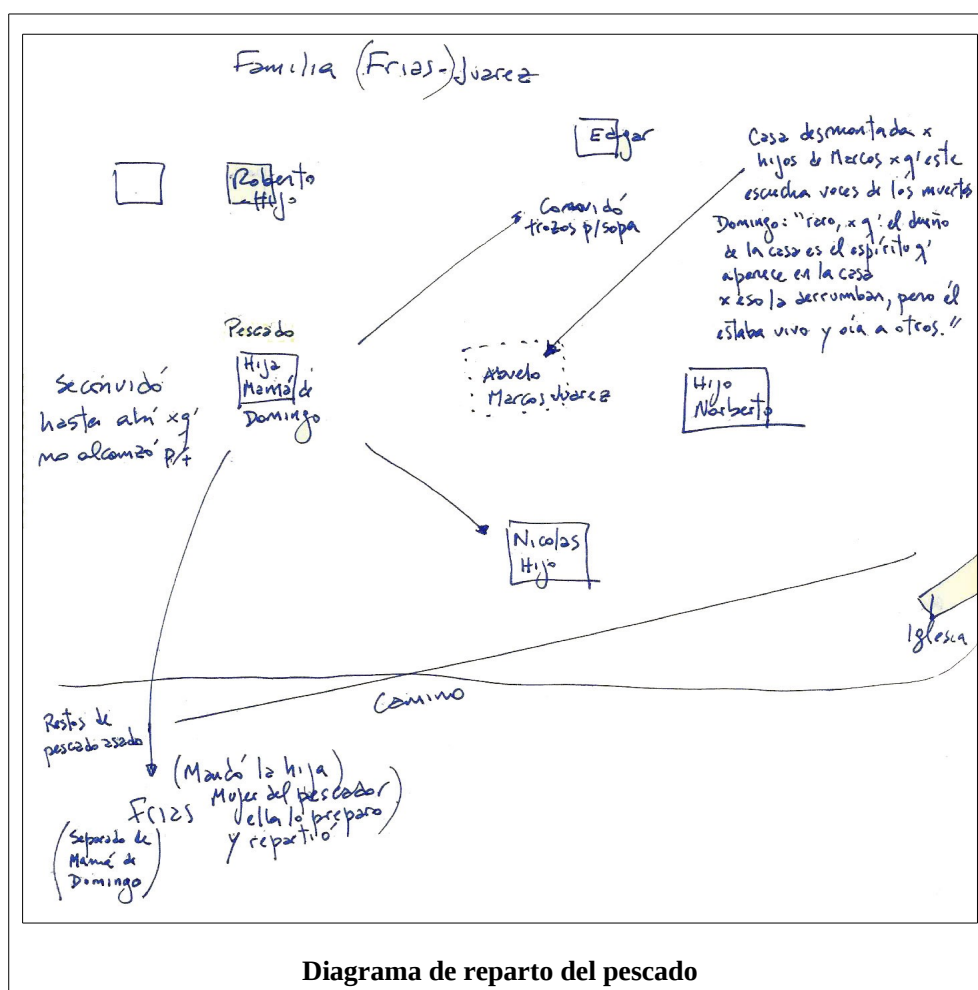 Familia (Frias-)Juarez
Edgar
Roberto
Hijo
Convidó
trozos p/sopa
Casa desmontada x
hijos de Marcos x q' este
escucha voces de los muertos
Domingo: "raro, x q' el dueño
de la casa es el espíritu q'
aparece en la casa
x eso la derrumban, pero él
estaba vivo y oía a otros."
Pescado
Hija
Mamá de
Domingo
Se convidó
hasta ahí x q'
no alcanzó p/+
Abuelo
Marcos Juarez
Hijo
Norberto
Nicolas
Hijo
Iglesia
Camino
Restos de
pescado asado
Frias
(Separado de
Mamá de
Domingo)
(Mandó la hija)
Mujer del pescador
ella lo preparo
y repartió)
Diagrama de reparto del pescado